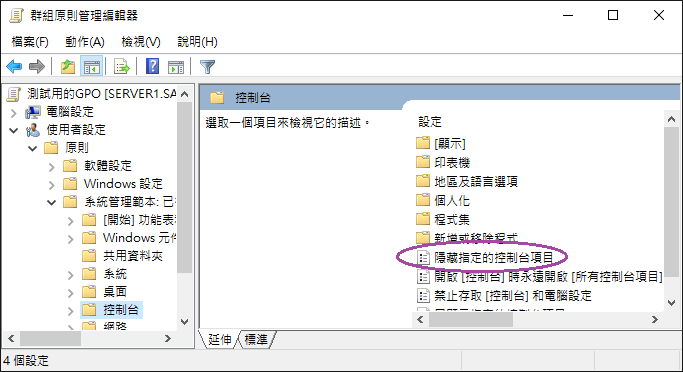 群組原則管理編輯器
檔案(F) 動作(A) 檢視(V) 說明(H)
測試用的GPO [SERVER1.SA
電腦設定
使用者設定
原則
軟體設定
Windows 設定
系統管理範本: 已
[開始] 功能表
Windows 元
共用資料夾
系統
桌面
控制台
網路
控制台
選取一個項目來檢視它的描述。
設定
[顯示]
印表機
地區及語言選項
個人化
程式集
新增或移除程式
隱藏指定的控制台項目
開啟 [控制台] 時永遠開啟 [所有控制台項目]
禁止存取 [控制台] 和電腦設定
延伸 標準
4 個設定